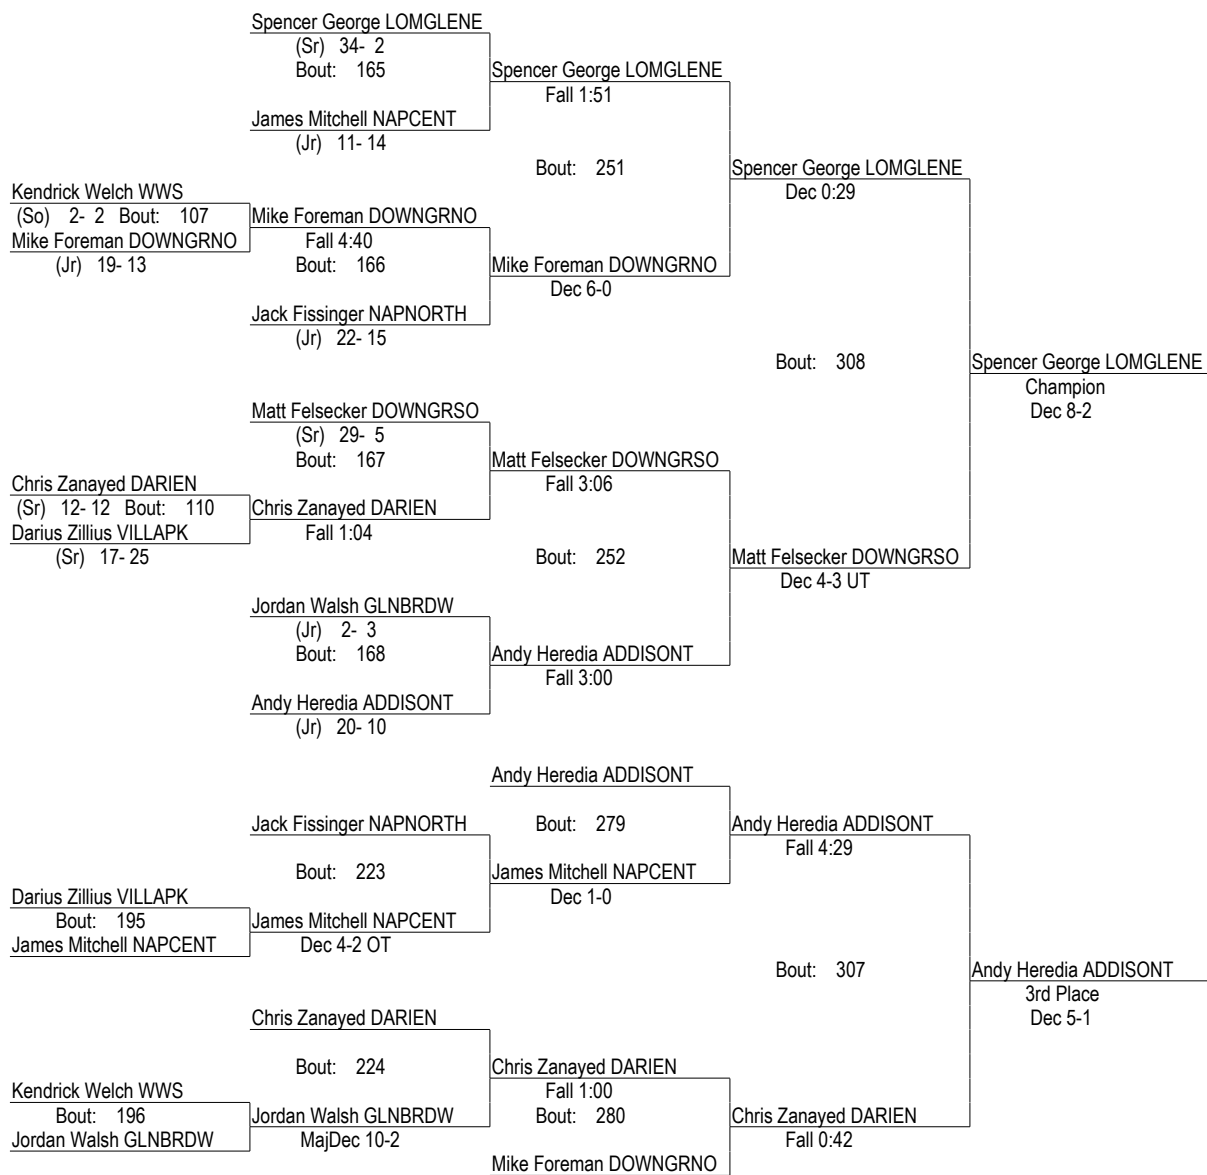 Spencer George LOMGLENE
(Sr) 34- 2
Bout: 165
Spencer George LOMGLENE
Fall 1:51
James Mitchell NAPCENT
(Jr) 11- 14
Bout: 251
Spencer George LOMGLENE
Dec 0:29
Kendrick Welch WWS
(So) 2- 2 Bout: 107
Mike Foreman DOWNGRNO
(Jr) 19- 13
Mike Foreman DOWNGRNO
Fall 4:40
Bout: 166
Mike Foreman DOWNGRNO
Dec 6-0
Jack Fissinger NAPNORTH
(Jr) 22- 15
Bout: 308
Spencer George LOMGLENE
Champion
Dec 8-2
Matt Felsecker DOWNGRSO
(Sr) 29- 5
Bout: 167
Matt Felsecker DOWNGRSO
Fall 3:06
Chris Zanayed DARIEN
(Sr) 12- 12 Bout: 110
Darius Zillius VILLAPK
(Sr) 17- 25
Chris Zanayed DARIEN
Fall 1:04
Bout: 252
Matt Felsecker DOWNGRSO
Dec 4-3 UT
Jordan Walsh GLNBRDW
(Jr) 2- 3
Bout: 168
Andy Heredia ADDISONT
Fall 3:00
Andy Heredia ADDISONT
(Jr) 20- 10
Andy Heredia ADDISONT
Bout: 279
Andy Heredia ADDISONT
Fall 4:29
Jack Fissinger NAPNORTH
Bout: 223
James Mitchell NAPCENT
Dec 1-0
Darius Zillius VILLAPK
Bout: 195
James Mitchell NAPCENT
James Mitchell NAPCENT
Dec 4-2 OT
Bout: 307
Andy Heredia ADDISONT
3rd Place
Dec 5-1
Chris Zanayed DARIEN
Bout: 224
Chris Zanayed DARIEN
Fall 1:00
Bout: 280
Kendrick Welch WWS
Bout: 196
Jordan Walsh GLNBRDW
Jordan Walsh GLNBRDW
MajDec 10-2
Chris Zanayed DARIEN
Fall 0:42
Mike Foreman DOWNGRNO